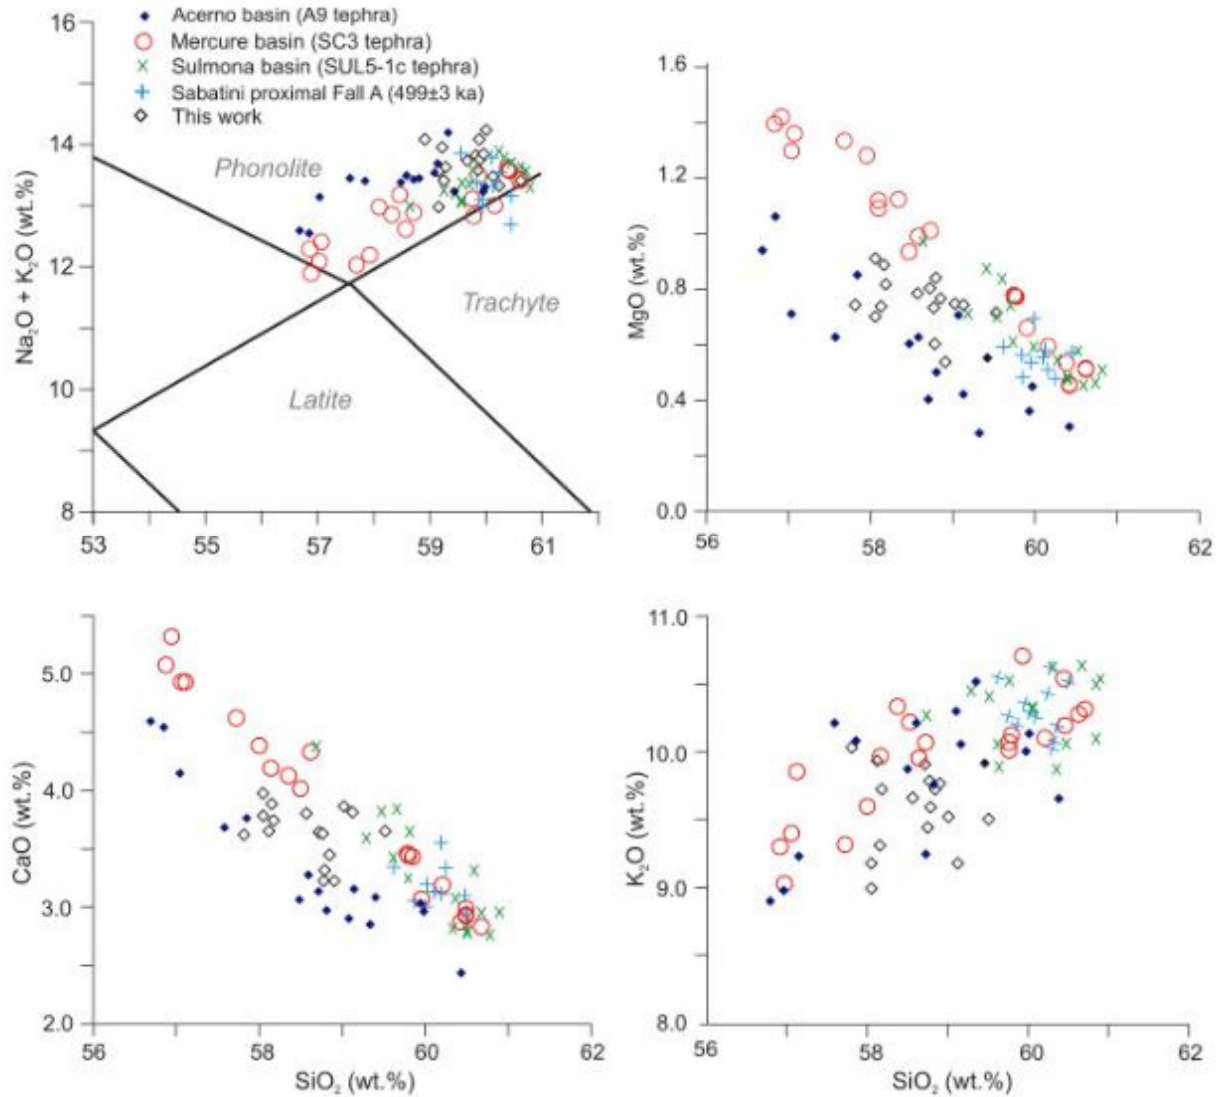 Acerno basin (A9 tephra)
Mercure basin (SC3 tephra)
Sulmona basin (SUL5-1c tephra)
Sabatini proximal Fall A (499±3 ka)
This work
16
14
12
10
8
Na₂O + K₂O (wt.%)
Phonolite
Trachyte
Latite
53
55
57
59
61
1.6
1.2
0.8
0.4
0.0
MgO (wt.%)
56
58
60
62
5.0
4.0
3.0
2.0
CaO (wt.%)
56
58
60
62
SiO₂ (wt.%)
11.0
10.0
9.0
8.0
K₂O (wt.%)
56
58
60
62
SiO₂ (wt.%)